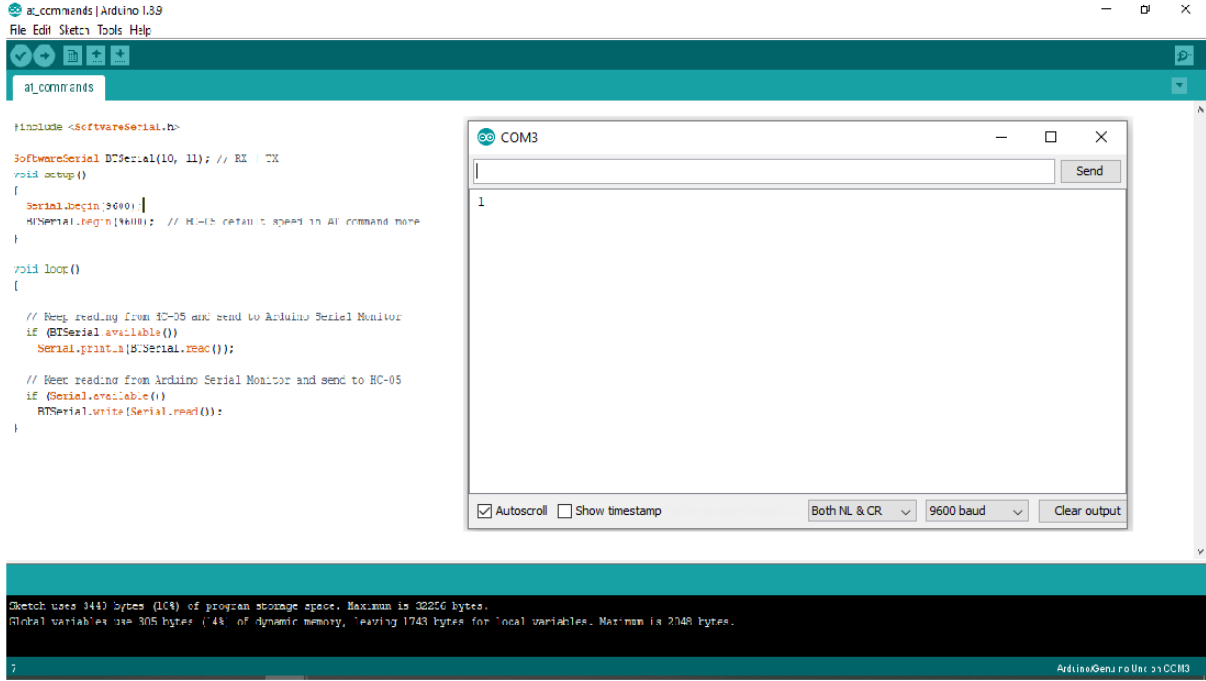 at_commands | Arduino 1.8.9
File Edit Sketch Tools Help
at_commands
#include <SoftwareSerial.h>
SoftwareSerial BTSerial(10, 11); // RX | TX
void setup()
{
Serial.begin(9600);
BTSerial.begin(9600); // HC-05 default speed in AT command more
}
void loop()
{
// Keep reading from HC-05 and send to Arduino Serial Monitor
if (BTSerial.available())
Serial.println(BTSerial.read());
// Keep reading from Arduino Serial Monitor and send to HC-05
if (Serial.available())
BTSerial.write(Serial.read());
}
COM3
Send
1
Autoscroll Show timestamp Both NL & CR 9600 baud Clear output
Sketch uses bytes (10%) of program storage space. Maximum is 32256 bytes.
Global variables use 305 bytes (14%) of dynamic memory, leaving 1743 bytes for local variables. Maximum is 2048 bytes.
7 Arduino/Genuino Uno on COM3